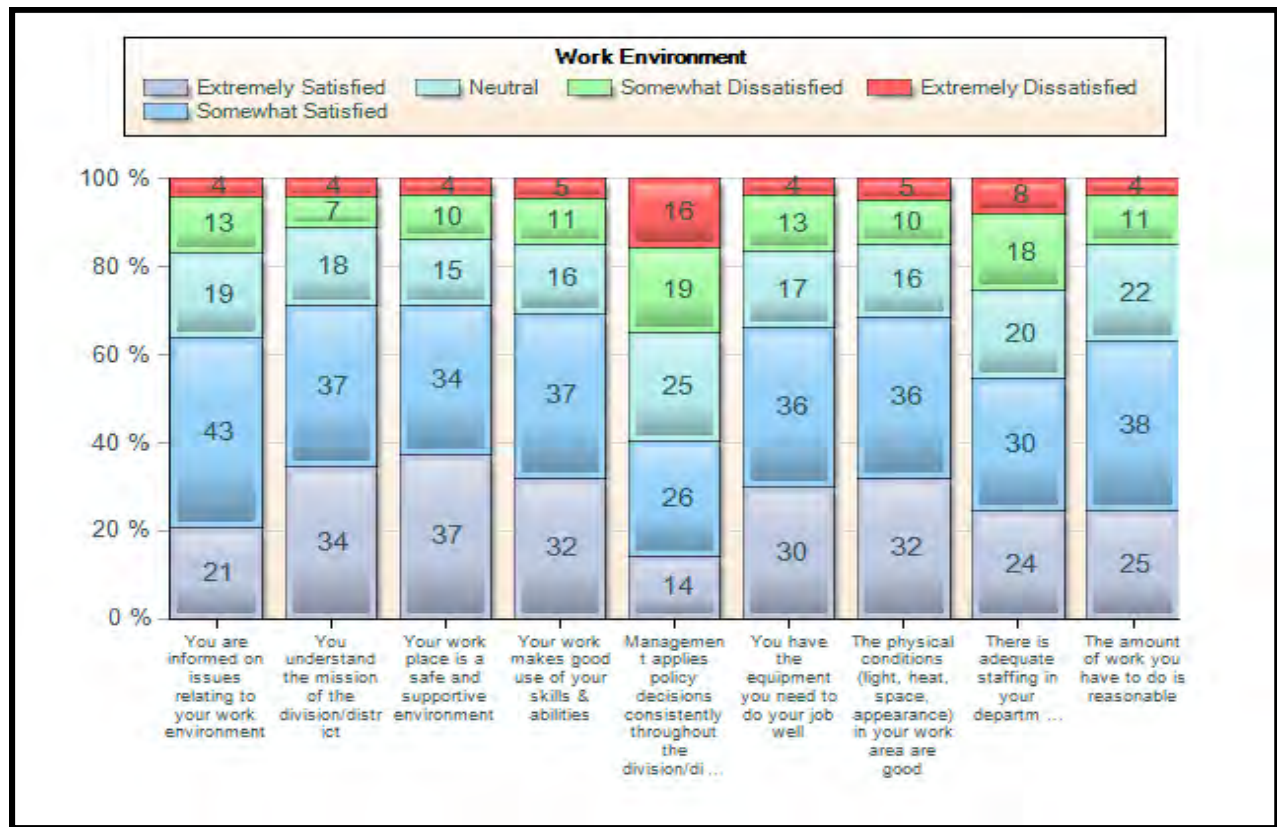 Work Environment
Extremely Satisfied Neutral Somewhat Dissatisfied Extremely Dissatisfied
Somewhat Satisfied
100 %
80 %
60 %
40 %
20 %
0 %
4 13 19 43 21
4 7 18 37 34
4 10 15 34 37
5 11 16 37 32
16 19 25 26 14
4 13 17 36 30
5 10 16 36 32
8 18 20 30 24
4 11 22 38 25
You are
informed on
issues
relating to
your work
environment
You
understand
the mission
of the
division/distr
ict
Your work
place is a
safe and
supportive
environment
Your work
makes good
use of your
skills &
abilities
Managemen
t applies
policy
decisions
consistently
throughout
the
division/di ...
You have
the
equipment
you need to
do your job
well
The physical
conditions
(light, heat,
space,
appearance)
in your work
area are
good
There is
adequate
staffing in
your
departm ...
The amount
of work you
have to do is
reasonable